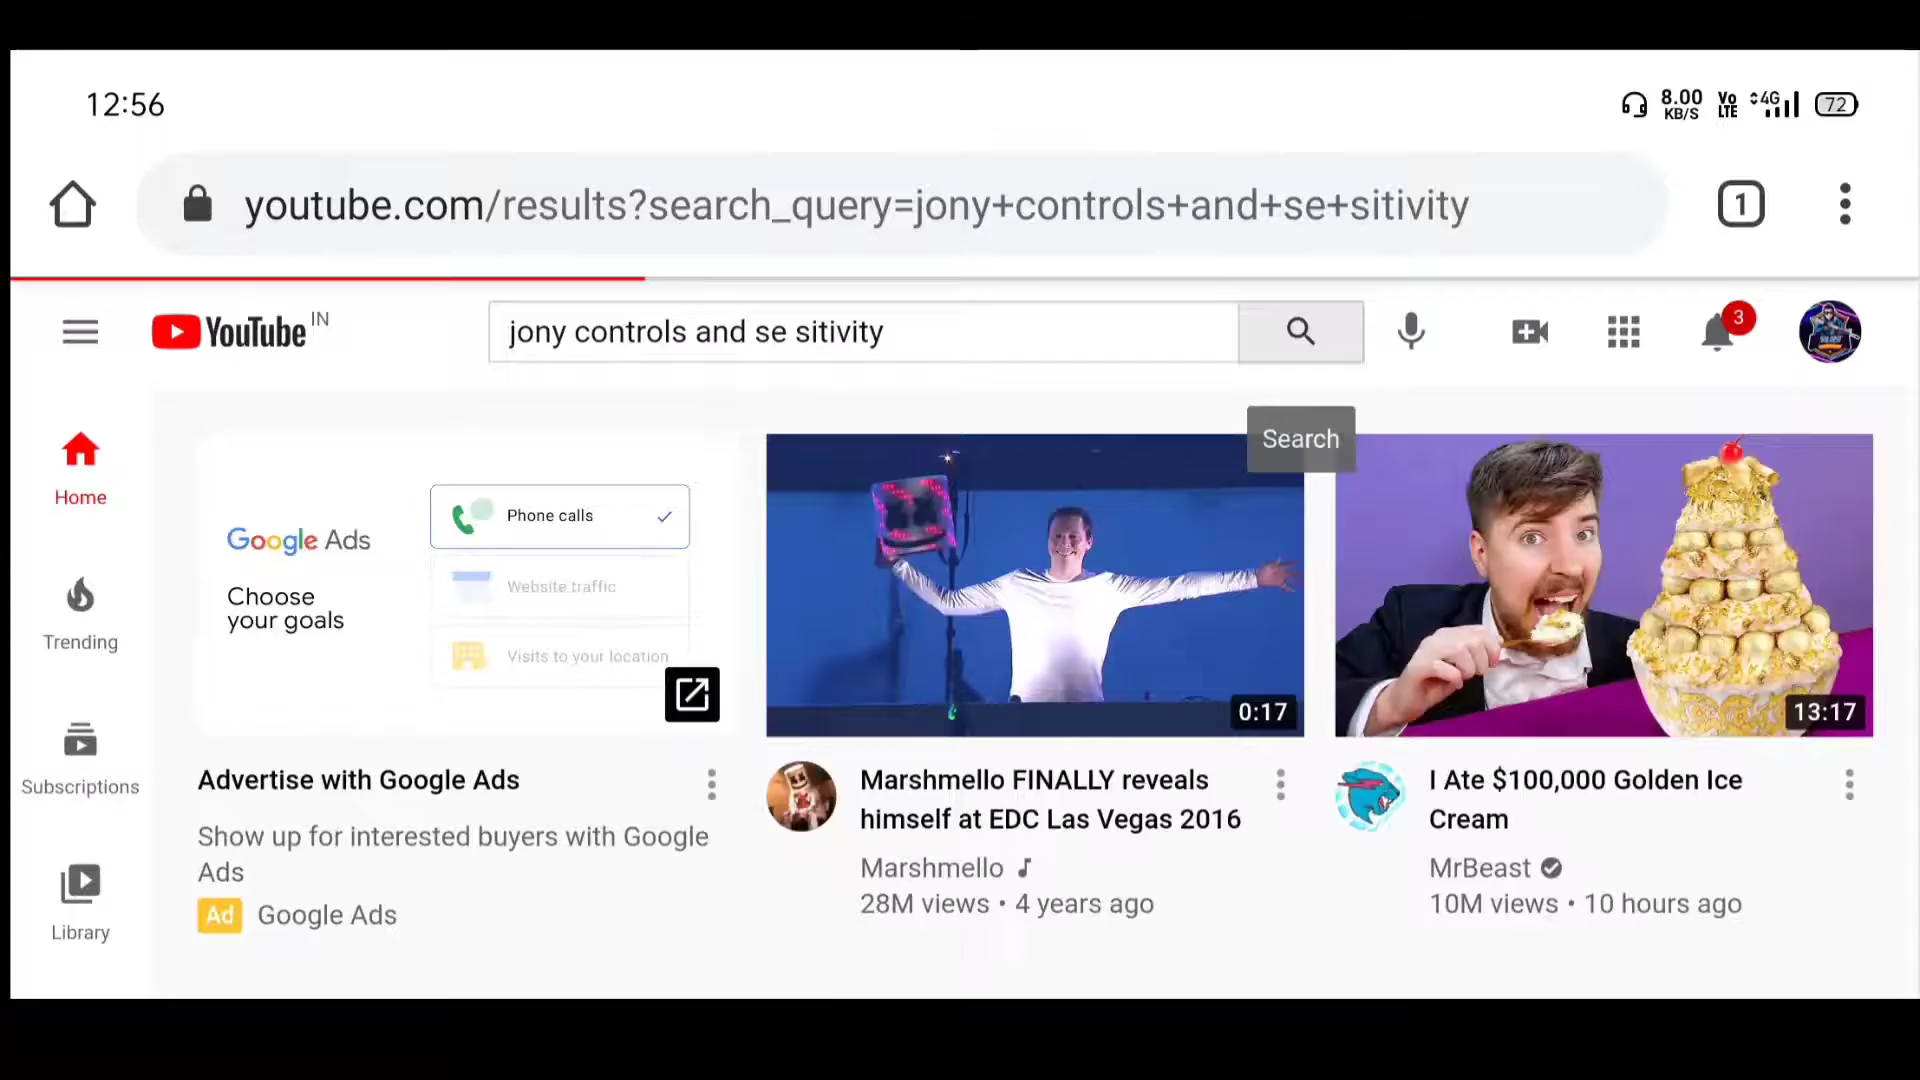 12:56
8.00
KB/S
Vo
LTE
4G
72
youtube.com/results?search_query=jony+controls+and+se+sitivity
1
YouTube IN
jony controls and se sitivity
3
Search
Home
Trending
Subscriptions
Library
Google Ads
Choose
your goals
Phone calls
Website traffic
Visits to your location
0:17
13:17
Advertise with Google Ads
Show up for interested buyers with Google
Ads
Ad Google Ads
Marshmello FINALLY reveals
himself at EDC Las Vegas 2016
Marshmello
28M views • 4 years ago
I Ate $100,000 Golden Ice
Cream
MrBeast
10M views • 10 hours ago